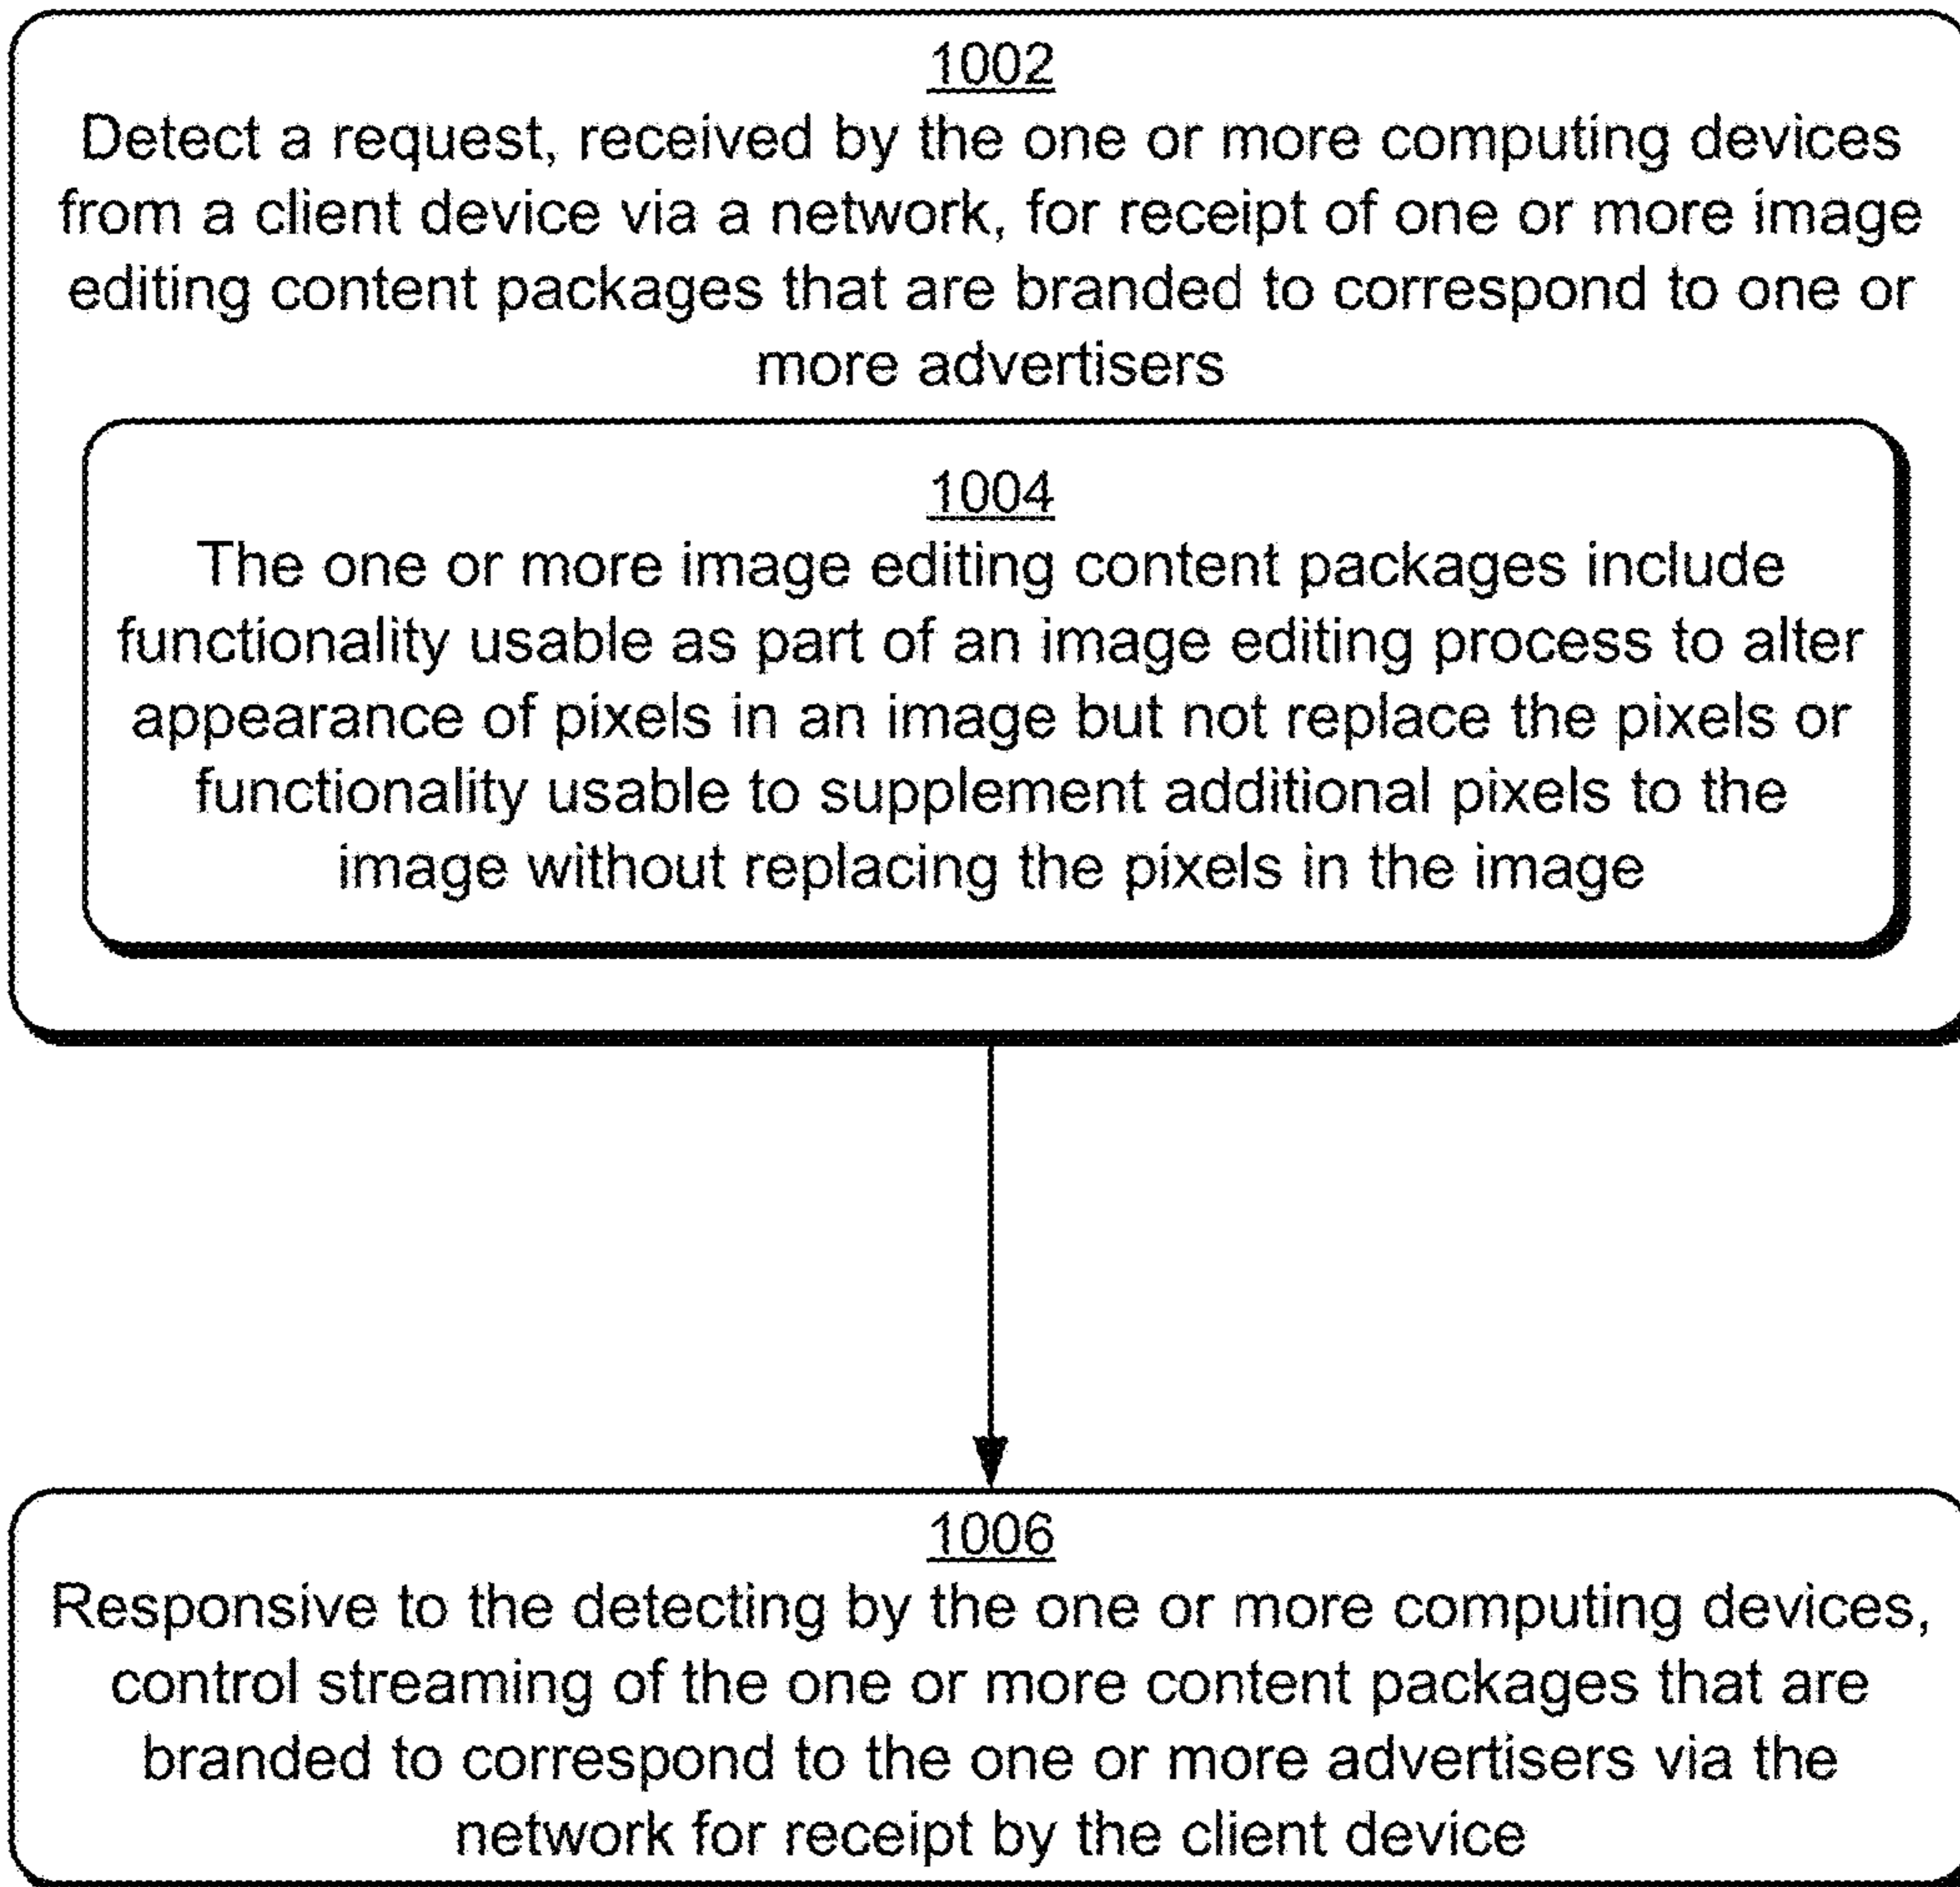 1002
Detect a request, received by the one or more computing devices
from a client device via a network, for receipt of one or more image
editing content packages that are branded to correspond to one or
more advertisers
1004
The one or more image editing content packages include
functionality usable as part of an image editing process to alter
appearance of pixels in an image but not replace the pixels or
functionality usable to supplement additional pixels to the
image without replacing the pixels in the image
1006
Responsive to the detecting by the one or more computing devices,
control streaming of the one or more content packages that are
branded to correspond to the one or more advertisers via the
network for receipt by the client device